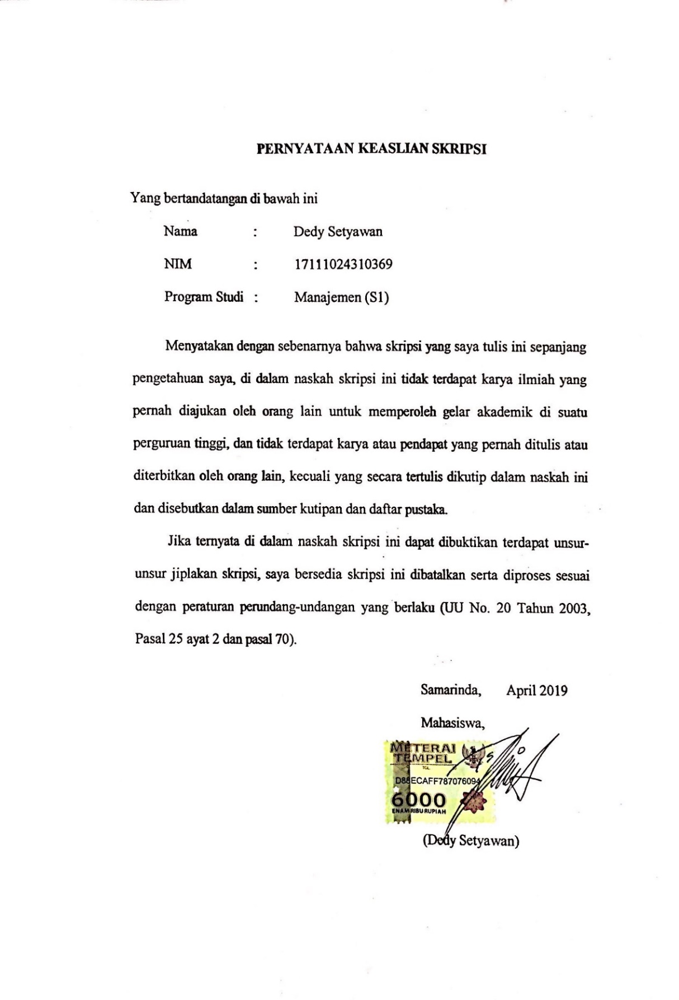 PERNYATAAN KEASLIAN SKRIPSI
Yang bertandatangan di bawah ini
Nama : Dedy Setyawan
NIM : 17111024310369
Program Studi : Manajemen (S1)
Menyatakan dengan sebenarnya bahwa skripsi yang saya tulis ini sepanjang
pengetahuan saya, di dalam naskah skripsi ini tidak terdapat karya ilmiah yang
pernah diajukan oleh orang lain untuk memperoleh gelar akademik di suatu
perguruan tinggi, dan tidak terdapat karya atau pendapat yang pernah ditulis atau
diterbitkan oleh orang lain, kecuali yang secara tertulis dikutip dalam naskah ini
dan disebutkan dalam sumber kutipan dan daftar pustaka.
Jika ternyata di dalam naskah skripsi ini dapat dibuktikan terdapat unsur-
unsur jiplakan skripsi, saya bersedia skripsi ini dibatalkan serta diproses sesuai
dengan peraturan perundang-undangan yang berlaku (UU No. 20 Tahun 2003,
Pasal 25 ayat 2 dan pasal 70).
Samarinda, April 2019
Mahasiswa,
METERAI
TEMPEL
TGL
D88ECAFF787076094
6000
ENAM RIBU RUPIAH
(Dedy Setyawan)